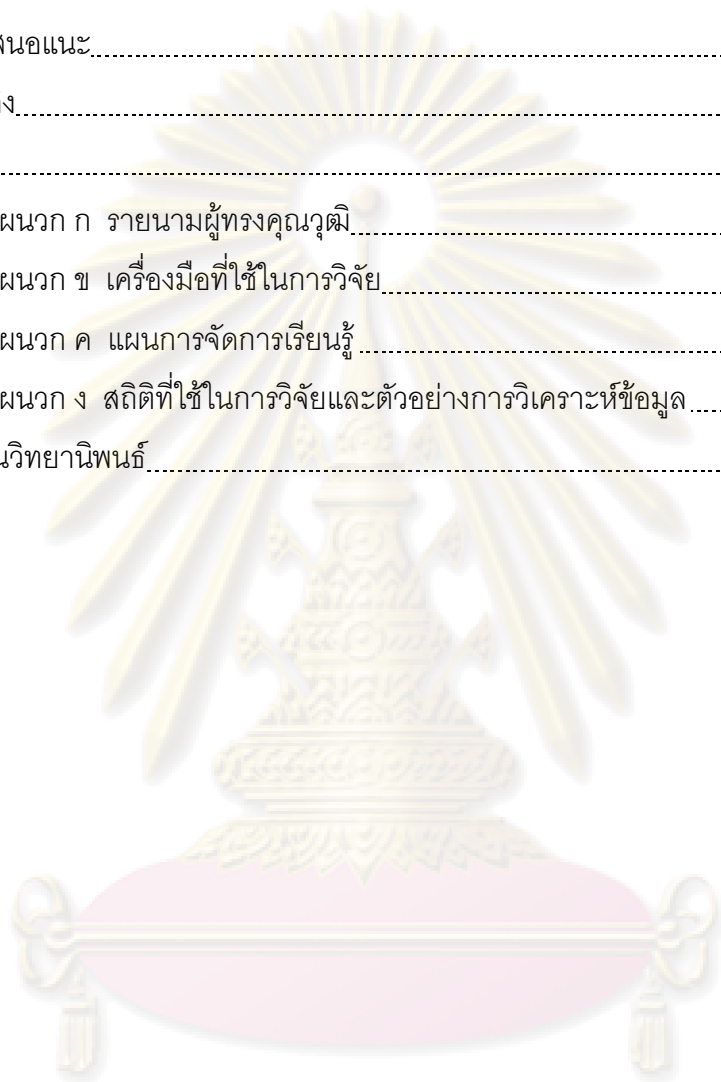 สนอแนะ
ง
ผนวก ก รายนามผู้ทรงคุณวุฒิ
ผนวก ข เครื่องมือที่ใช้ในการวิจัย
ผนวก ค แผนการจัดการเรียนรู้
ผนวก ง สถิติที่ใช้ในการวิจัยและตัวอย่างการวิเคราะห์ข้อมูล
นวิทยานิพนธ์